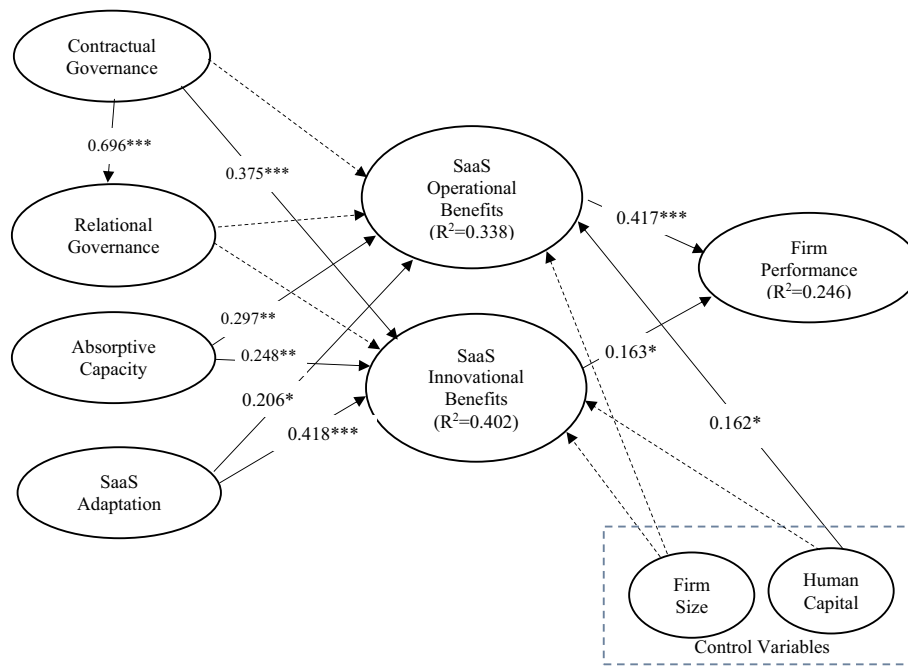 Contractual
Governance
0.696***
0.375***
SaaS
Operational
Benefits
(R²=0.338)
0.417***
Relational
Governance
Firm
Performance
(R²=0.246)
0.297**
Absorptive
Capacity
0.248**
SaaS
Innovational
Benefits
(R²=0.402)
0.163*
0.206*
0.418***
0.162*
SaaS
Adaptation
Firm
Size
Human
Capital
Control Variables